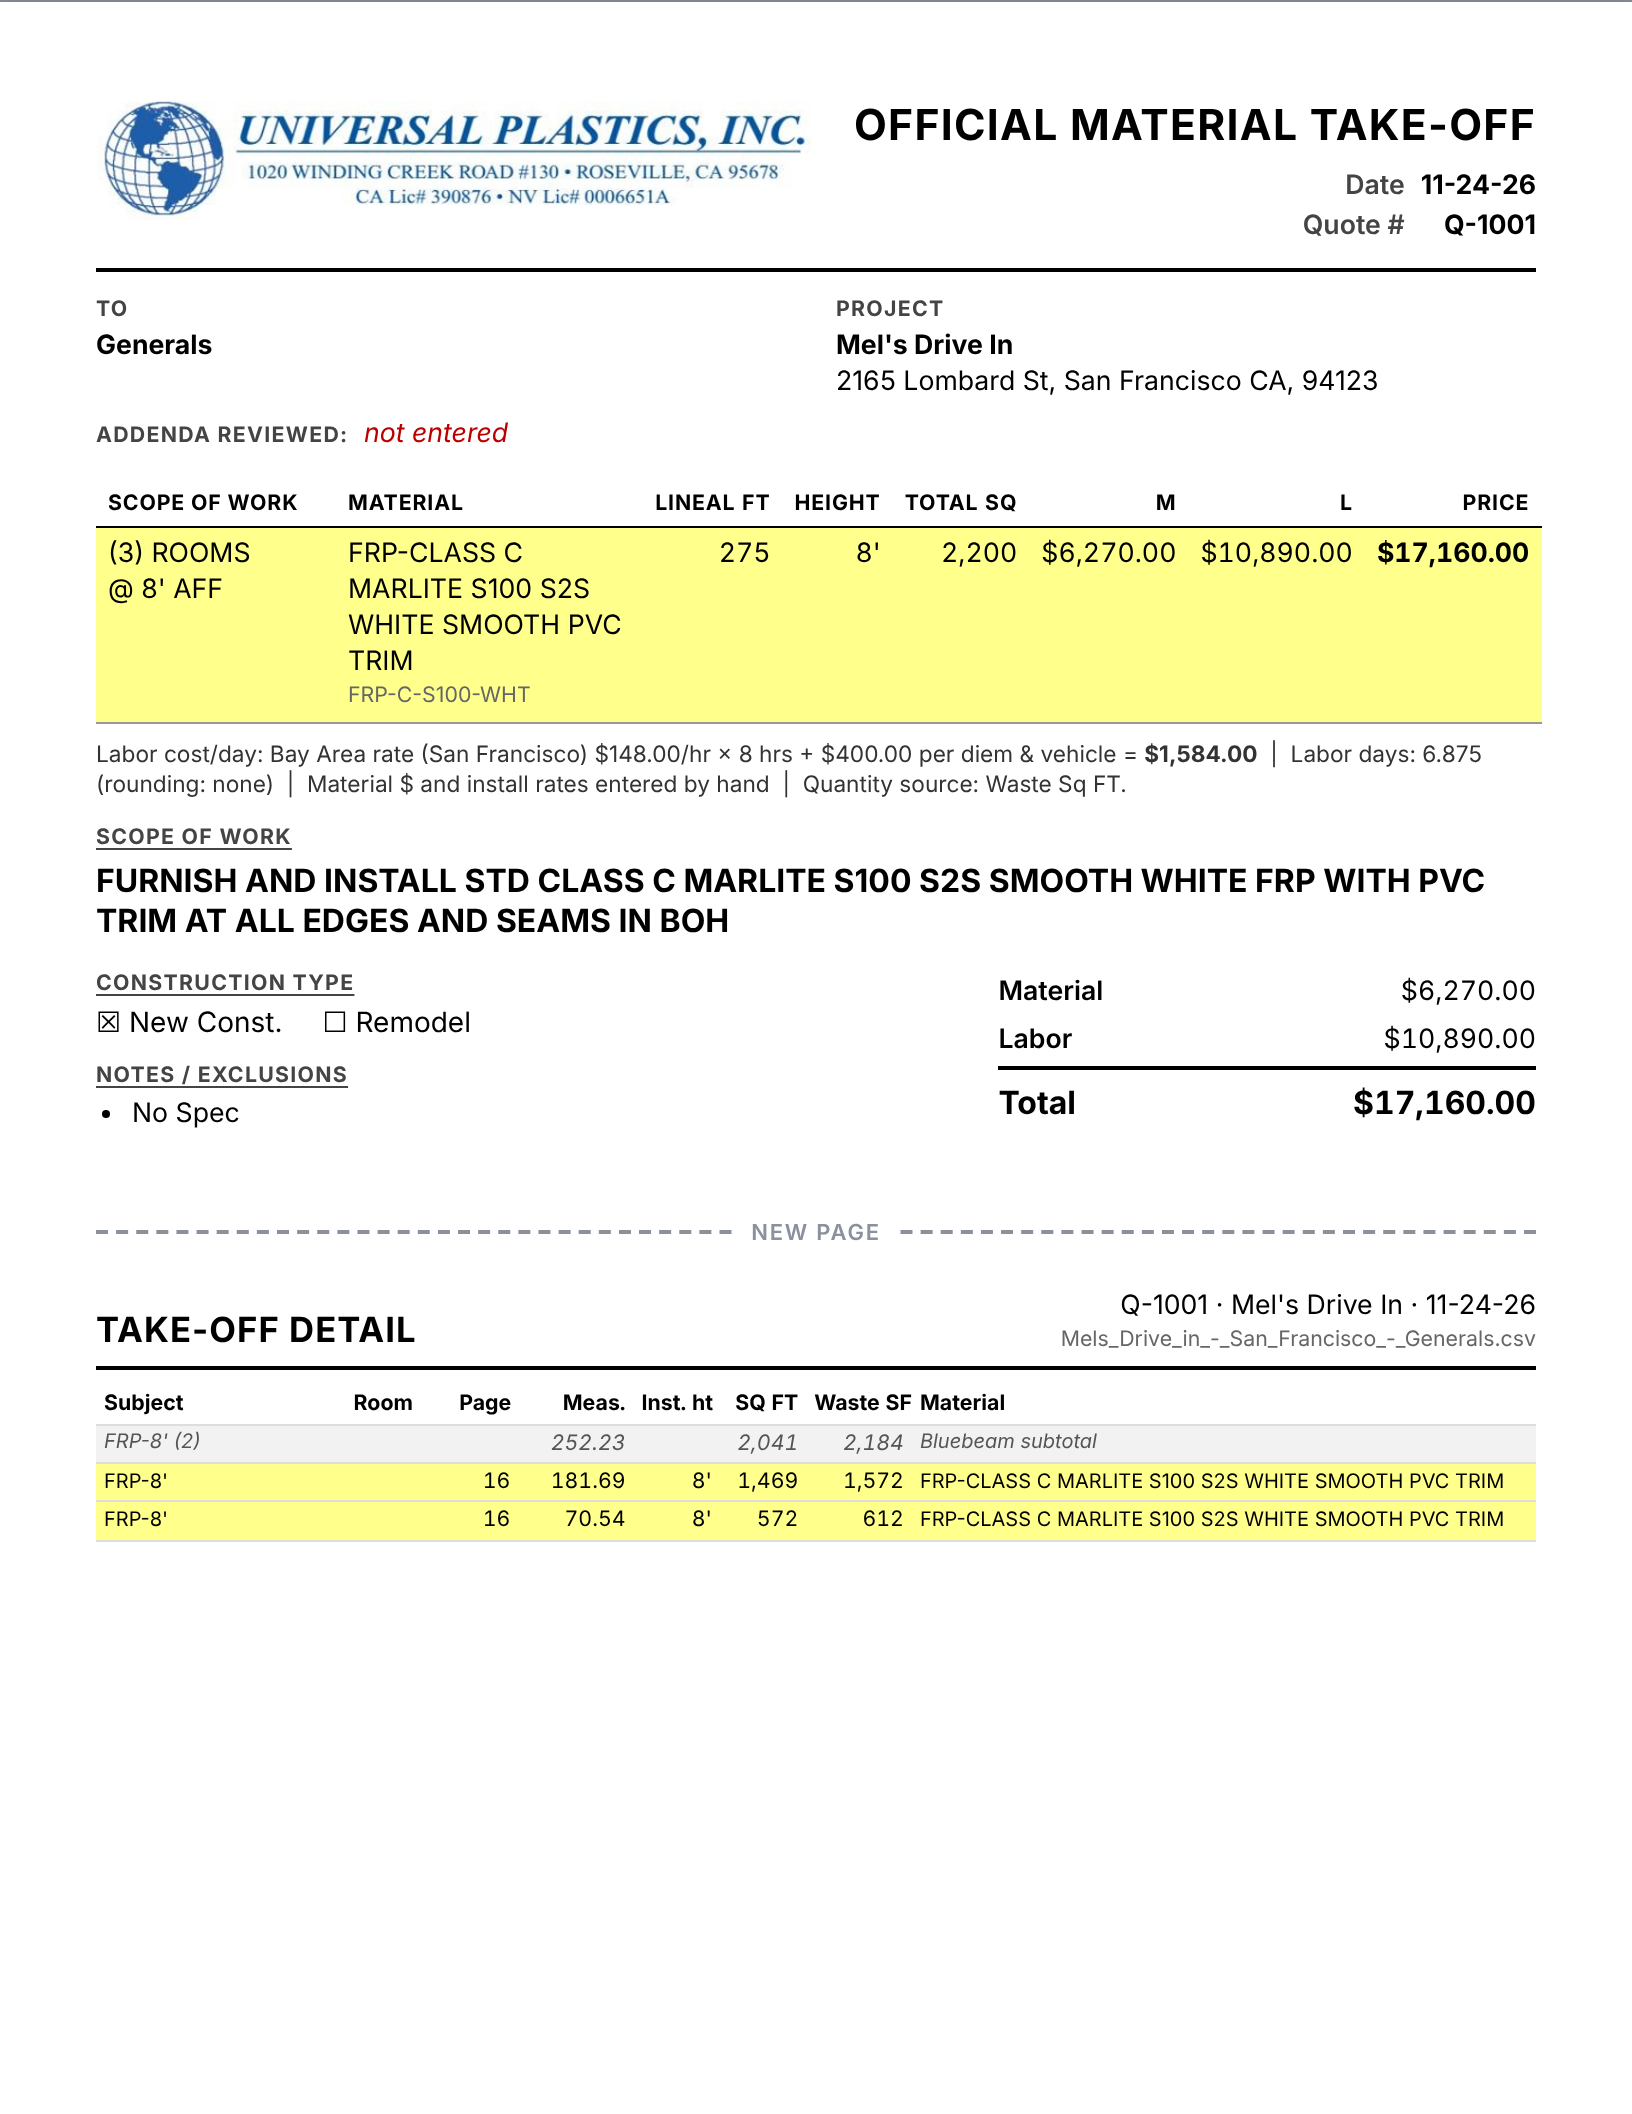 UNIVERSAL PLASTICS, INC.
1020 WINDING CREEK ROAD #130 • ROSEVILLE, CA 95678
CA Lic# 390876 • NV Lic# 0006651A
OFFICIAL MATERIAL TAKE-OFF
Date 11-24-26
Quote # Q-1001
TO
Generals
PROJECT
Mel's Drive In
2165 Lombard St, San Francisco CA, 94123
ADDENDA REVIEWED: not entered
SCOPE OF WORK MATERIAL LINEAL FT HEIGHT TOTAL SQ M L PRICE
(3) ROOMS FRP-CLASS C 275 8' 2,200 $6,270.00 $10,890.00 $17,160.00
@ 8' AFF MARLITE S100 S2S
WHITE SMOOTH PVC
TRIM
FRP-C-S100-WHT
Labor cost/day: Bay Area rate (San Francisco) $148.00/hr × 8 hrs + $400.00 per diem & vehicle = $1,584.00 | Labor days: 6.875
(rounding: none) | Material $ and install rates entered by hand | Quantity source: Waste Sq FT.
SCOPE OF WORK
FURNISH AND INSTALL STD CLASS C MARLITE S100 S2S SMOOTH WHITE FRP WITH PVC
TRIM AT ALL EDGES AND SEAMS IN BOH
CONSTRUCTION TYPE
☒ New Const. ☐ Remodel
NOTES / EXCLUSIONS
• No Spec
Material $6,270.00
Labor $10,890.00
Total $17,160.00
NEW PAGE
TAKE-OFF DETAIL
Q-1001 · Mel's Drive In · 11-24-26
Mels_Drive_in_-_San_Francisco_-_Generals.csv
Subject Room Page Meas. Inst. ht SQ FT Waste SF Material
FRP-8' (2) 252.23 2,041 2,184 Bluebeam subtotal
FRP-8' 16 181.69 8' 1,469 1,572 FRP-CLASS C MARLITE S100 S2S WHITE SMOOTH PVC TRIM
FRP-8' 16 70.54 8' 572 612 FRP-CLASS C MARLITE S100 S2S WHITE SMOOTH PVC TRIM